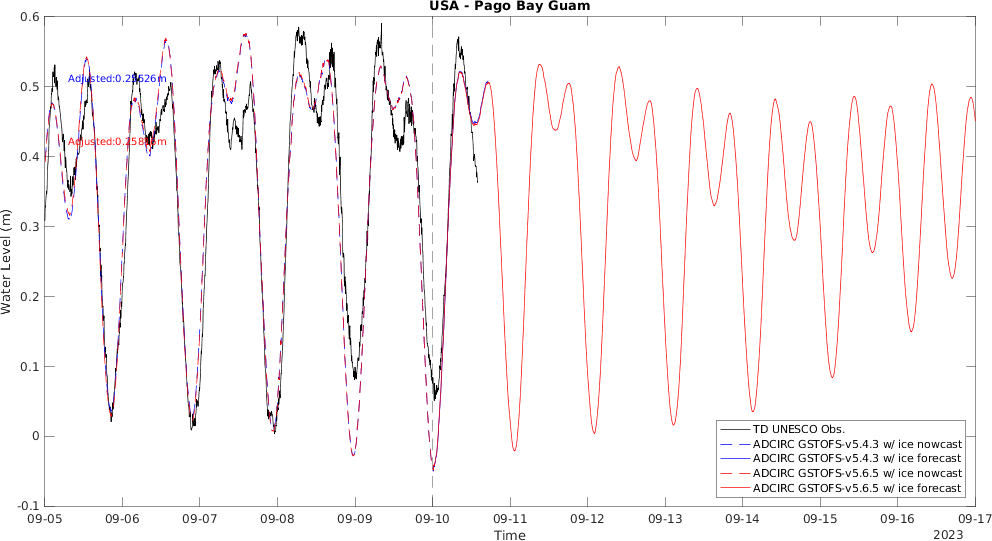 USA - Pago Bay Guam
0.6
0.5
0.4
0.3
0.2
0.1
0
-0.1
Water Level (m)
09-05 09-06 09-07 09-08 09-09 09-10 09-11 09-12 09-13 09-14 09-15 09-16 09-17
Time
2023
TD UNESCO Obs.
ADCIRC GSTOFS-v5.4.3 w/ ice nowcast
ADCIRC GSTOFS-v5.4.3 w/ ice forecast
ADCIRC GSTOFS-v5.6.5 w/ ice nowcast
ADCIRC GSTOFS-v5.6.5 w/ ice forecast